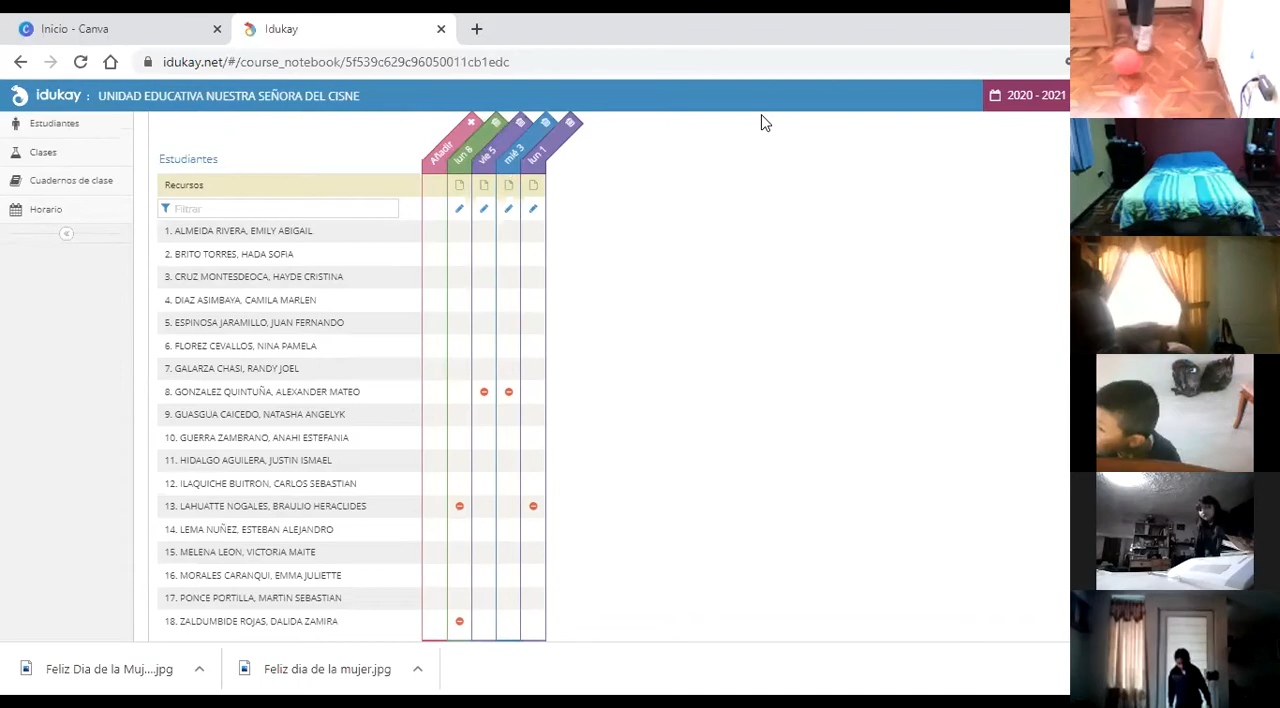 Inicio - Canva
Idukay
idukay.net/#/course_notebook/5f539c629c96050011cb1edc
idukay : UNIDAD EDUCATIVA NUESTRA SEÑORA DEL CISNE
2020 - 2021
Estudiantes
Clases
Cuadernos de clase
Horario
Estudiantes
Añadir
lun 8
vie 5
mié 3
lun 1
Recursos
Filtrar
1. ALMEIDA RIVERA, EMILY ABIGAIL
2. BRITO TORRES, HADA SOFIA
3. CRUZ MONTESDEOCA, HAYDE CRISTINA
4. DIAZ ASIMBAYA, CAMILA MARLEN
5. ESPINOSA JARAMILLO, JUAN FERNANDO
6. FLOREZ CEVALLOS, NINA PAMELA
7. GALARZA CHASI, RANDY JOEL
8. GONZALEZ QUINTUÑA, ALEXANDER MATEO
9. GUASGUA CAICEDO, NATASHA ANGELYK
10. GUERRA ZAMBRANO, ANAHI ESTEFANIA
11. HIDALGO AGUILERA, JUSTIN ISMAEL
12. ILAQUICHE BUITRON, CARLOS SEBASTIAN
13. LAHUATTE NOGALES, BRAULIO HERACLIDES
14. LEMA NUÑEZ, ESTEBAN ALEJANDRO
15. MELENA LEON, VICTORIA MAITE
16. MORALES CARANQUI, EMMA JULIETTE
17. PONCE PORTILLA, MARTIN SEBASTIAN
18. ZALDUMBIDE ROJAS, DALIDA ZAMIRA
Feliz Dia de la Muj....jpg
Feliz dia de la mujer.jpg